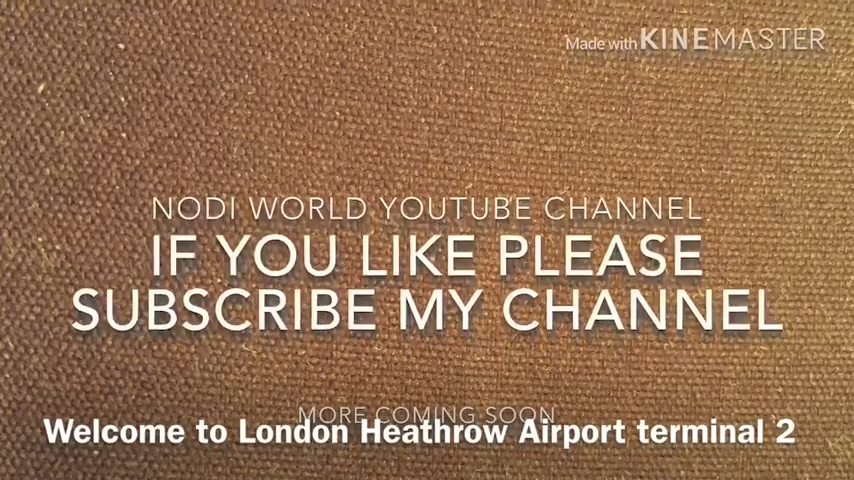 Made with KINEMASTER
NODI WORLD YOUTUBE CHANNEL
IF YOU LIKE PLEASE
SUBSCRIBE MY CHANNEL
MORE COMING SOON
Welcome to London Heathrow Airport terminal 2